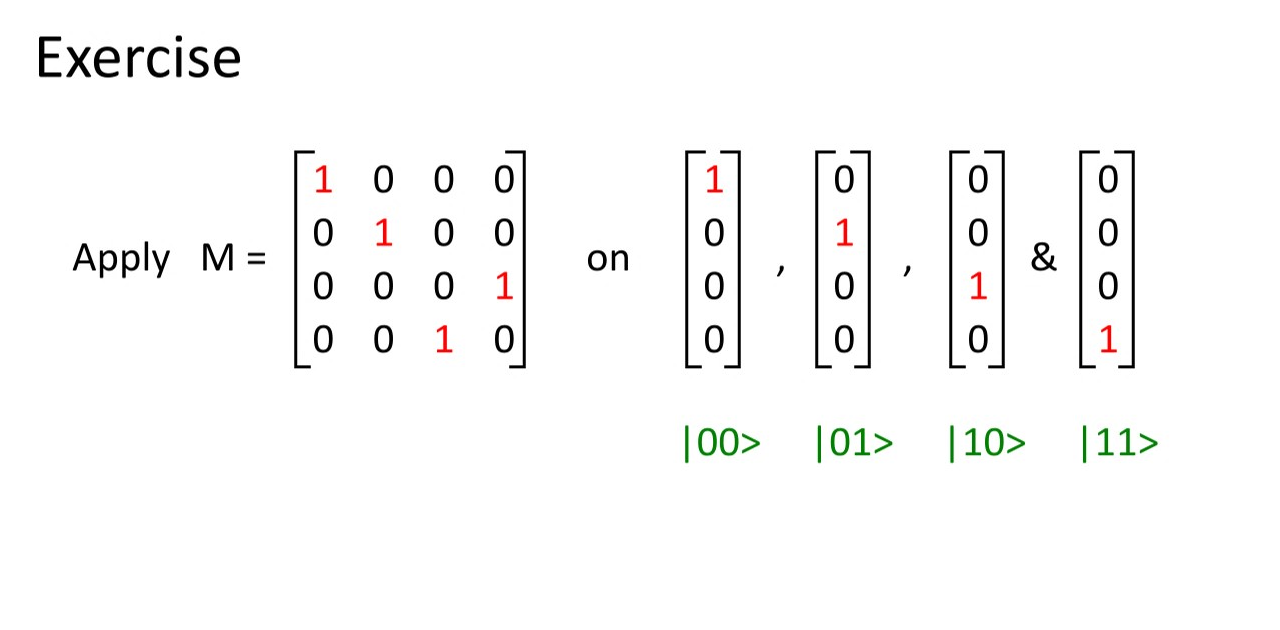 Exercise
1 0 0 0 1 0 0 0
0 1 0 0 0 1 0 0
Apply M = on , , &
0 0 0 1 0 0 1 0
0 0 1 0 0 0 0 1
|00> |01> |10> |11>